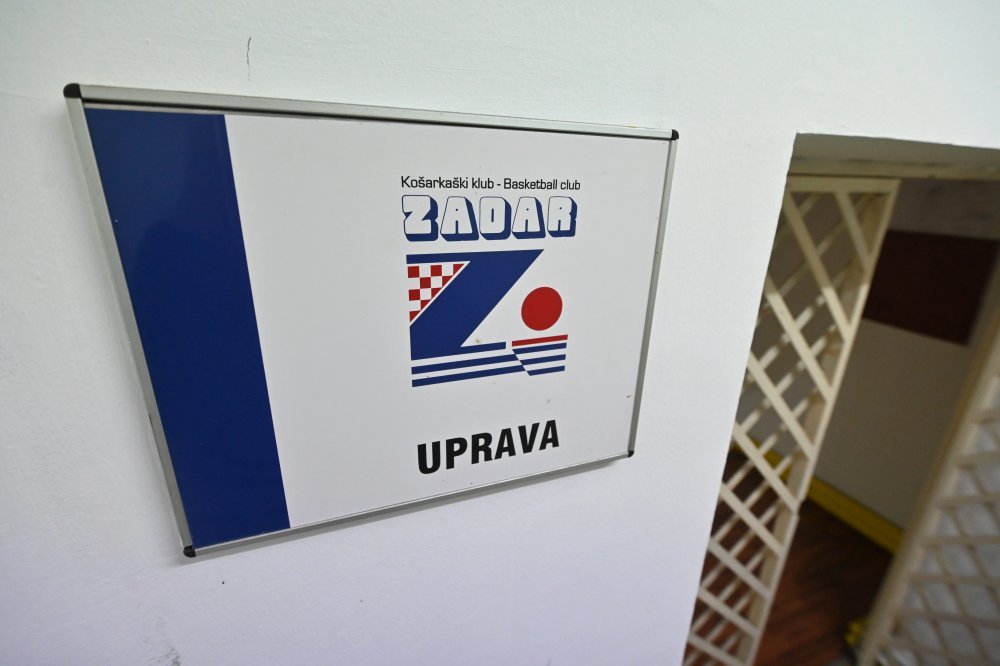 Košarkaški klub - Basketball club
ZADAR
UPRAVA